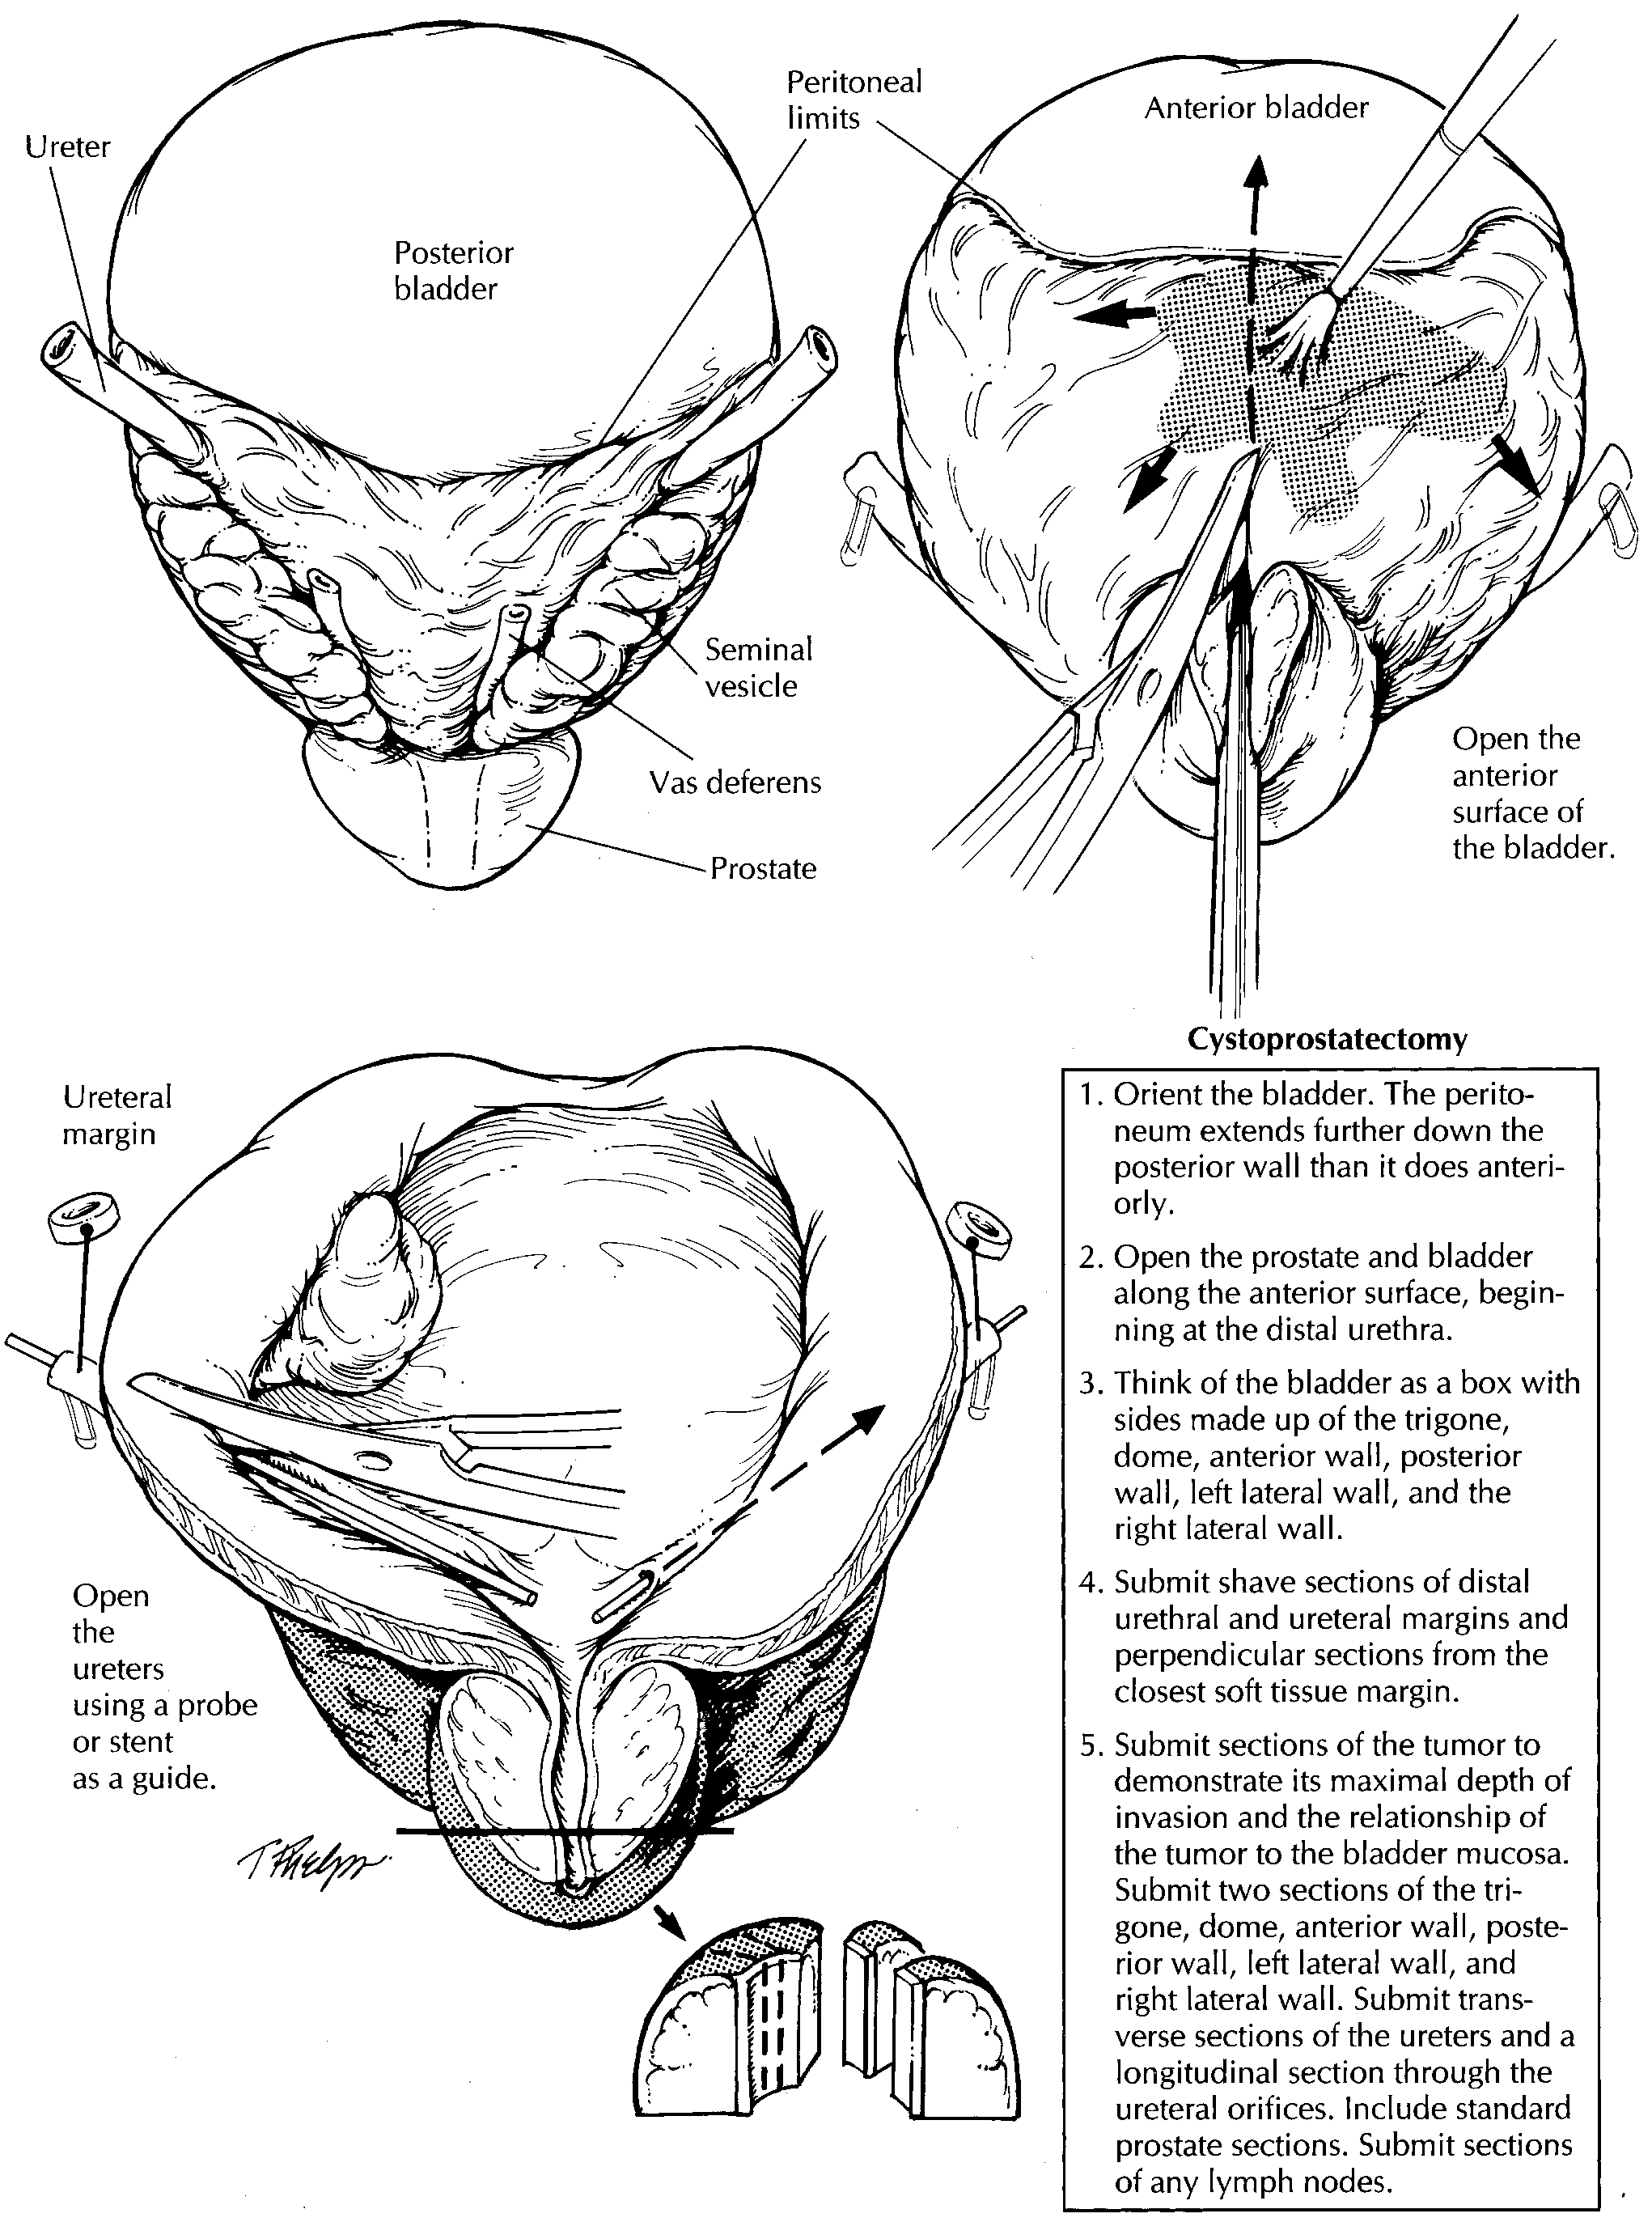 Peritoneal
limits
Ureter
Posterior
bladder
Anterior bladder
Seminal
vesicle
Vas deferens
Prostate
Open the
anterior
surface of
the bladder.
Ureteral
margin
Open
the
ureters
using a probe
or stent
as a guide.
T Phelps
Cystoprostatectomy
1. Orient the bladder. The perito-
neum extends further down the
posterior wall than it does anteri-
orly.
2. Open the prostate and bladder
along the anterior surface, begin-
ning at the distal urethra.
3. Think of the bladder as a box with
sides made up of the trigone,
dome, anterior wall, posterior
wall, left lateral wall, and the
right lateral wall.
4. Submit shave sections of distal
urethral and ureteral margins and
perpendicular sections from the
closest soft tissue margin.
5. Submit sections of the tumor to
demonstrate its maximal depth of
invasion and the relationship of
the tumor to the bladder mucosa.
Submit two sections of the tri-
gone, dome, anterior wall, poste-
rior wall, left lateral wall, and
right lateral wall. Submit trans-
verse sections of the ureters and a
longitudinal section through the
ureteral orifices. Include standard
prostate sections. Submit sections
of any lymph nodes.